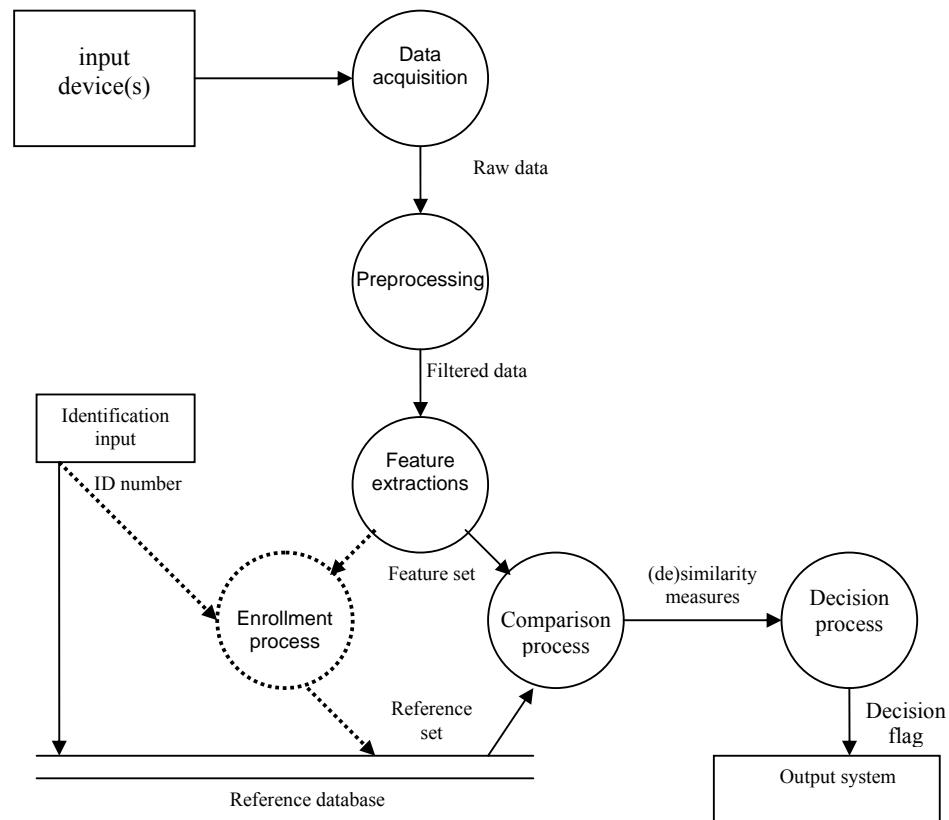 input
device(s)
Data
acquisition
Raw data
Preprocessing
Filtered data
Identification
input
ID number
Feature
extractions
Feature set
Enrollment
process
Comparison
process
(de)similarity
measures
Decision
process
Reference
set
Decision
flag
Reference database
Output system